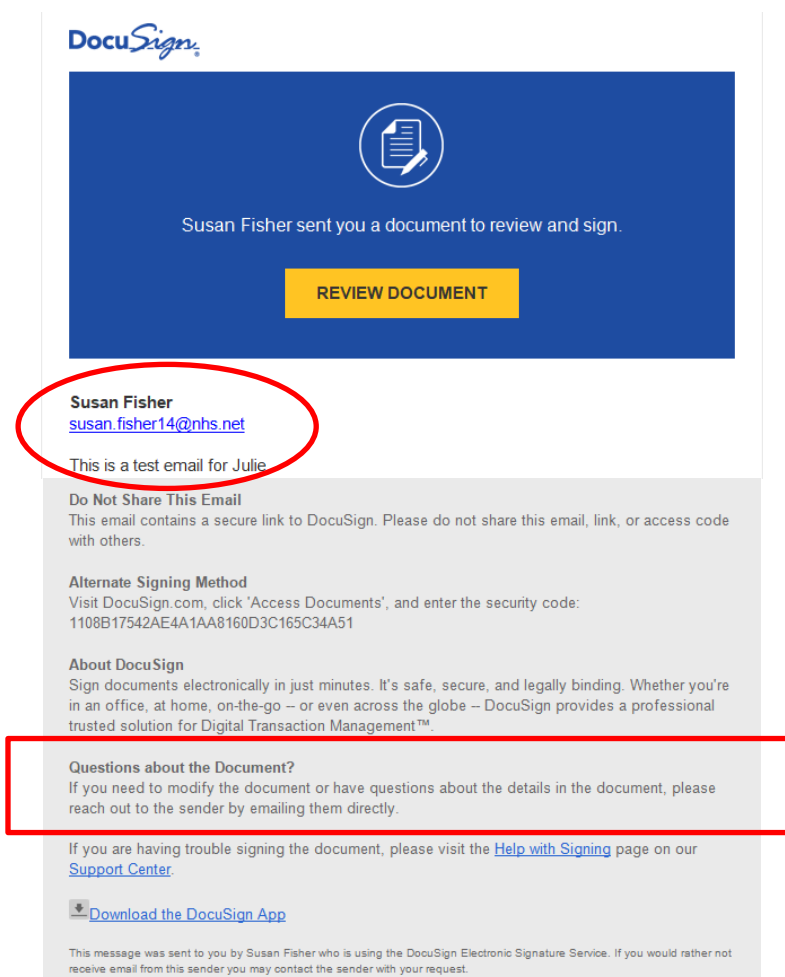 DocuSign
Susan Fisher sent you a document to review and sign.
REVIEW DOCUMENT
Susan Fisher
susan.fisher14@nhs.net
This is a test email for Julie
Do Not Share This Email
This email contains a secure link to DocuSign. Please do not share this email, link, or access code
with others.
Alternate Signing Method
Visit DocuSign.com, click 'Access Documents', and enter the security code:
1108B17542AE4A1AA8160D3C165C34A51
About DocuSign
Sign documents electronically in just minutes. It's safe, secure, and legally binding. Whether you're
in an office, at home, on-the-go -- or even across the globe -- DocuSign provides a professional
trusted solution for Digital Transaction Management™.
Questions about the Document?
If you need to modify the document or have questions about the details in the document, please
reach out to the sender by emailing them directly.
If you are having trouble signing the document, please visit the Help with Signing page on our
Support Center.
Download the DocuSign App
This message was sent to you by Susan Fisher who is using the DocuSign Electronic Signature Service. If you would rather not
receive email from this sender you may contact the sender with your request.